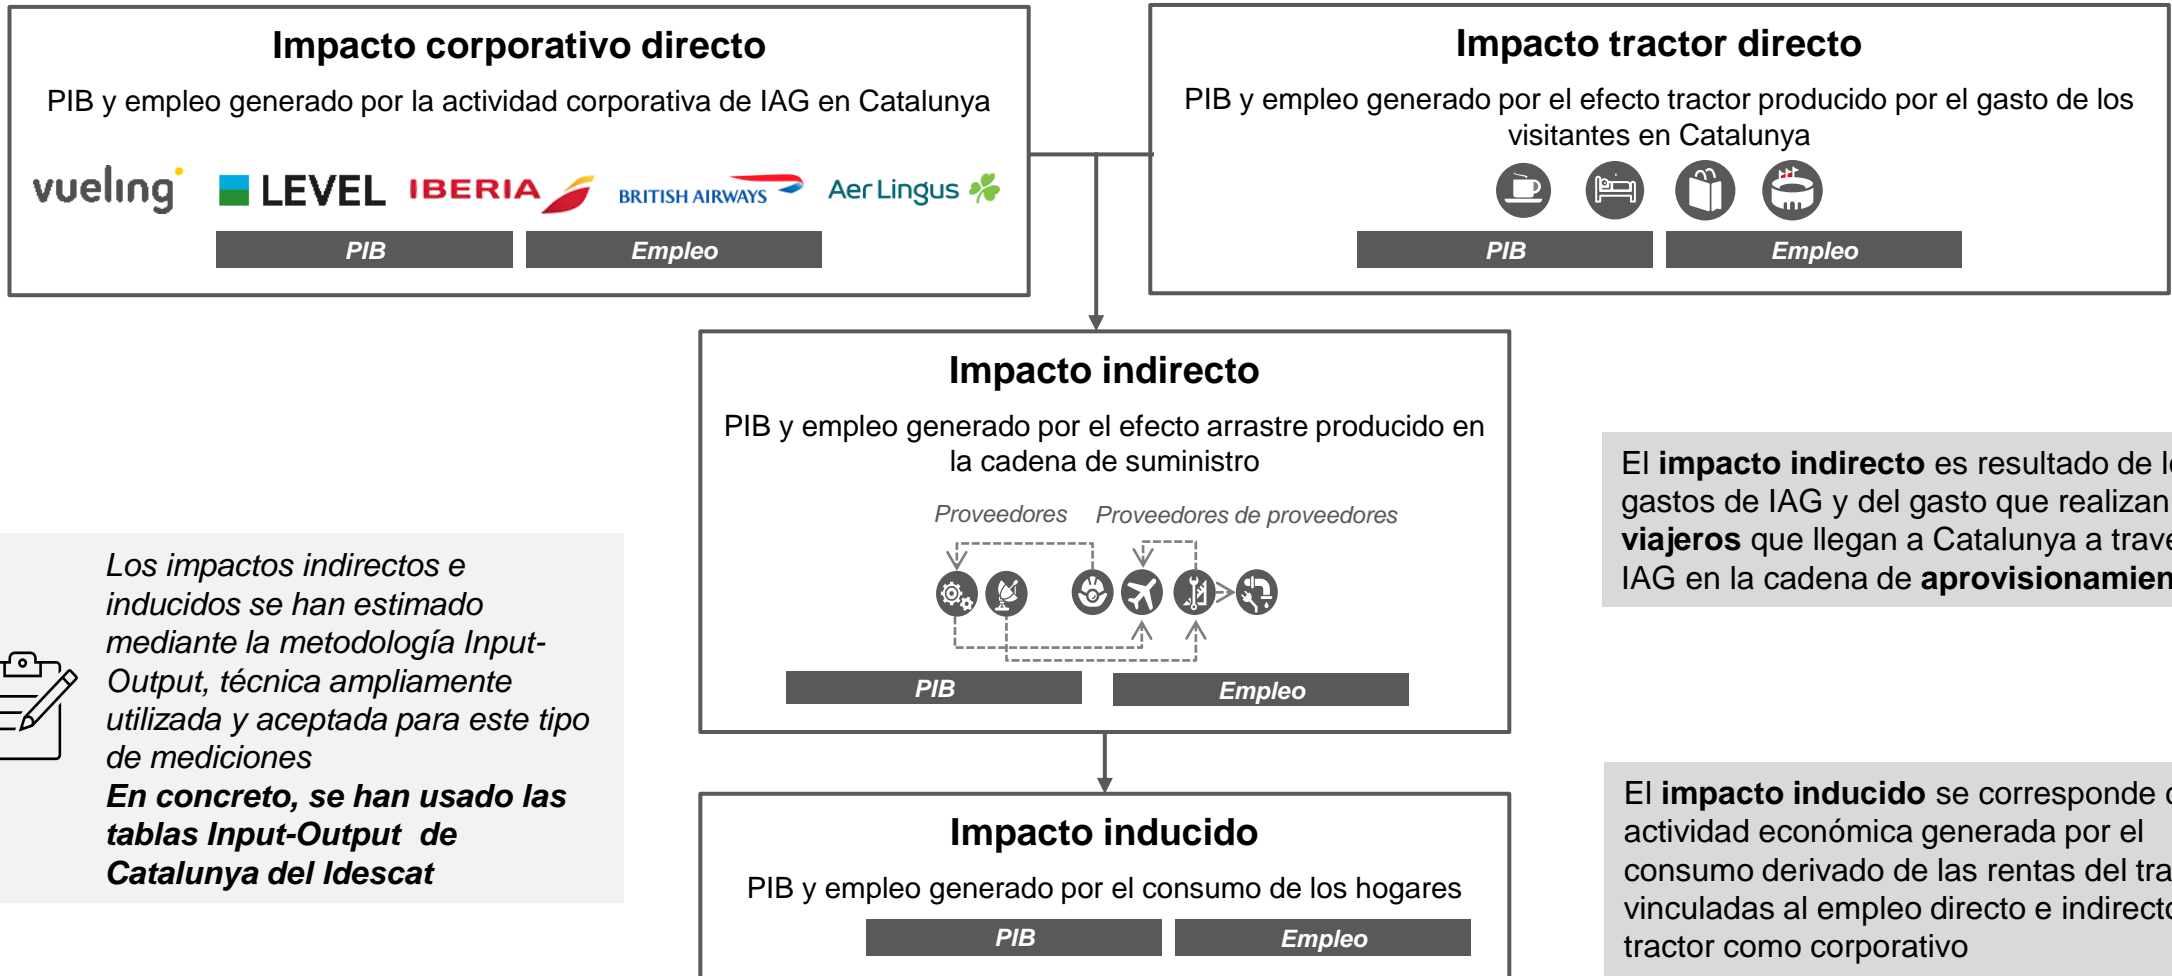 Impacto corporativo directo
PIB y empleo generado por la actividad corporativa de IAG en Catalunya
vueling LEVEL IBERIA BRITISH AIRWAYS Aer Lingus
PIB Empleo
Impacto tractor directo
PIB y empleo generado por el efecto tractor producido por el gasto de los
visitantes en Catalunya
PIB Empleo
Impacto indirecto
PIB y empleo generado por el efecto arrastre producido en
la cadena de suministro
Proveedores Proveedores de proveedores
PIB Empleo
El impacto indirecto es resultado de
gastos de IAG y del gasto que realizan
viajeros que llegan a Catalunya a
IAG en la cadena de
Los impactos indirectos e
inducidos se han estimado
mediante la metodología Input-
Output, técnica ampliamente
utilizada y aceptada para este tipo
de mediciones
En concreto, se han usado las
tablas Input-Output de
Catalunya del Idescat
Impacto inducido
PIB y empleo generado por el consumo de los hogares
PIB Empleo
El impacto inducido se corresponde
actividad económica generada por el
consumo derivado de las rentas del
vinculadas al empleo directo e
tractor como corporativo